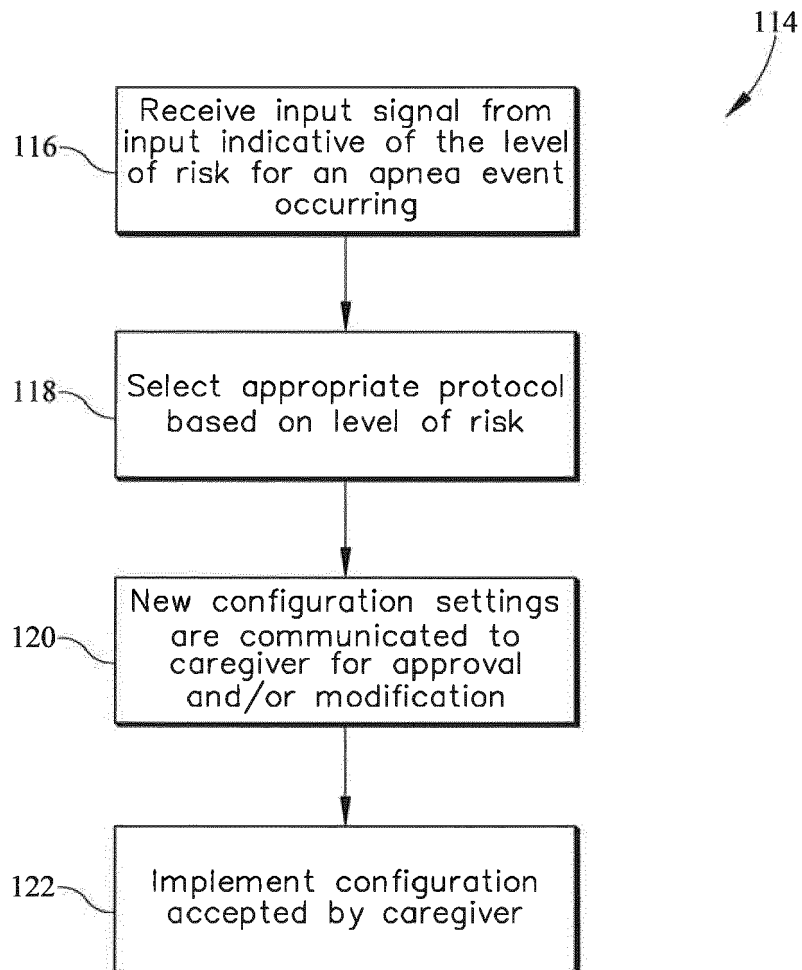 114
116
Receive input signal from
input indicative of the level
of risk for an apnea event
occurring
118
Select appropriate protocol
based on level of risk
120
New configuration settings
are communicated to
caregiver for approval
and/or modification
122
Implement configuration
accepted by caregiver